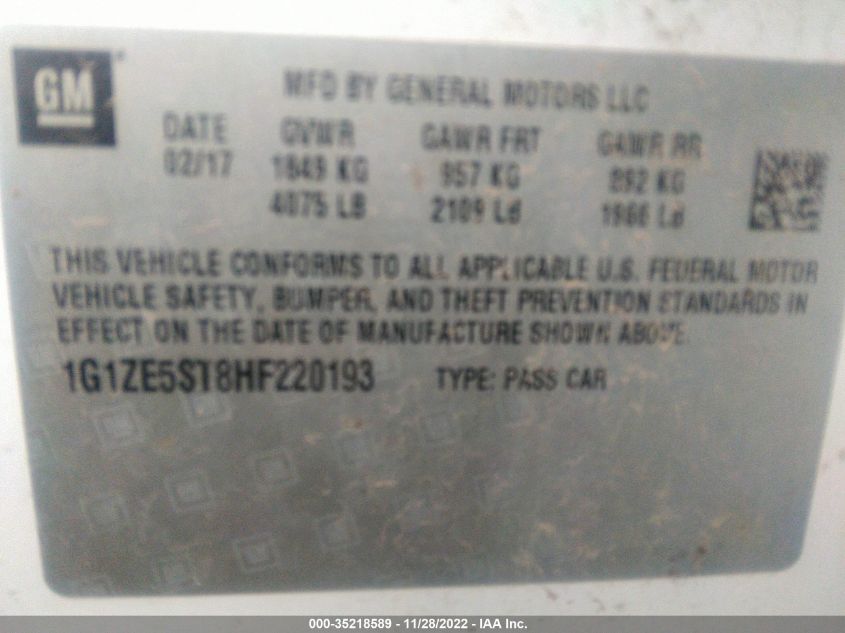 GM
MFD BY GENERAL MOTORS LLC
DATE GVWR GAWR FRT GAWR RR
02/17 1849 KG 957 KG 892 KG
4075 LB 2109 LB 1966 LB
THIS VEHICLE CONFORMS TO ALL APPLICABLE U.S. FEDERAL MOTOR
VEHICLE SAFETY, BUMPER, AND THEFT PREVENTION STANDARDS IN
EFFECT ON THE DATE OF MANUFACTURE SHOWN ABOVE.
1G1ZE5ST8HF220193 TYPE: PASS CAR
000-35218589 - 11/28/2022 - IAA Inc.